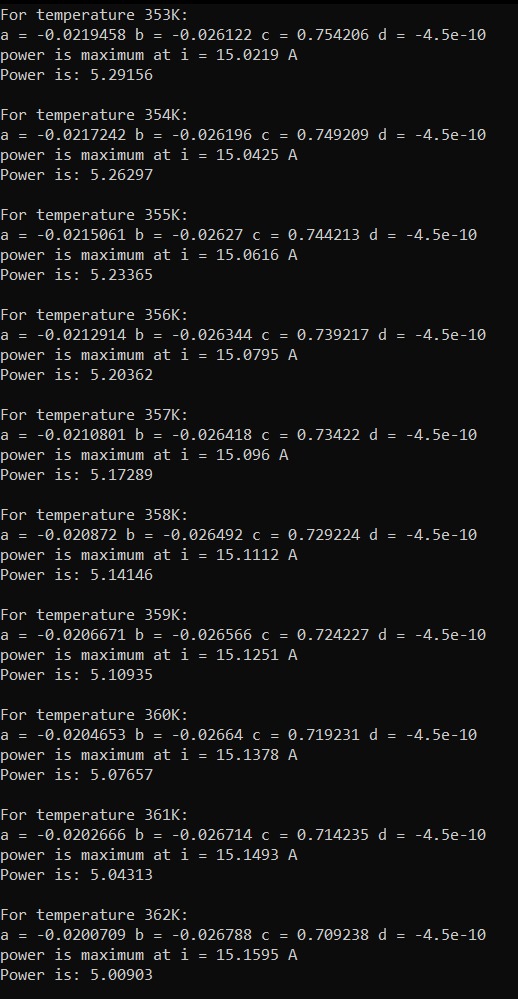 For temperature 353K:
a = -0.0219458 b = -0.026122 c = 0.754206 d = -4.5e-10
power is maximum at i = 15.0219 A
Power is: 5.29156

For temperature 354K:
a = -0.0217242 b = -0.026196 c = 0.749209 d = -4.5e-10
power is maximum at i = 15.0425 A
Power is: 5.26297

For temperature 355K:
a = -0.0215061 b = -0.02627 c = 0.744213 d = -4.5e-10
power is maximum at i = 15.0616 A
Power is: 5.23365

For temperature 356K:
a = -0.0212914 b = -0.026344 c = 0.739217 d = -4.5e-10
power is maximum at i = 15.0795 A
Power is: 5.20362

For temperature 357K:
a = -0.0210801 b = -0.026418 c = 0.73422 d = -4.5e-10
power is maximum at i = 15.096 A
Power is: 5.17289

For temperature 358K:
a = -0.020872 b = -0.026492 c = 0.729224 d = -4.5e-10
power is maximum at i = 15.1112 A
Power is: 5.14146

For temperature 359K:
a = -0.0206671 b = -0.026566 c = 0.724227 d = -4.5e-10
power is maximum at i = 15.1251 A
Power is: 5.10935

For temperature 360K:
a = -0.0204653 b = -0.02664 c = 0.719231 d = -4.5e-10
power is maximum at i = 15.1378 A
Power is: 5.07657

For temperature 361K:
a = -0.0202666 b = -0.026714 c = 0.714235 d = -4.5e-10
power is maximum at i = 15.1493 A
Power is: 5.04313

For temperature 362K:
a = -0.0200709 b = -0.026788 c = 0.709238 d = -4.5e-10
power is maximum at i = 15.1595 A
Power is: 5.00903